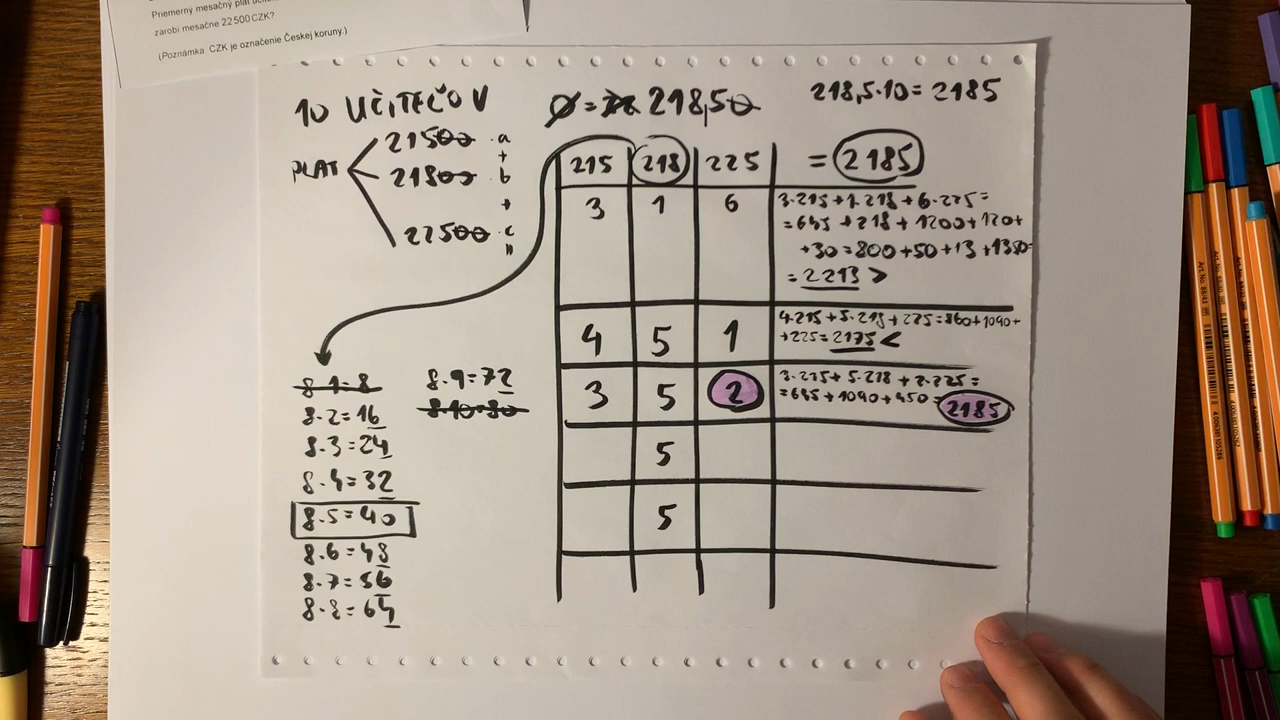 Priemerný mesačný plat
zarobí mesačne 22500CZK?
(Poznámka CZK je označenie Českej koruny.)
10 UČITEĽOV
PLAT
21500 a
+
21800 b
+
22500 c
"
Ø= 218,50
218,5·10=2185
215 218 225 = 2185
3 1 6
3·215+1·218+6·225=
=645+218+1200+120+
+30=800+50+13+1350
=2213>
4 5 1
4·215+5·218+225=860+1090+
+225=2175<
3 5 2
3·215+5·218+2·225=
=645+1090+450=2185
5
5
8·1=8
8·2=16
8·3=24
8·4=32
8·5=40
8·6=48
8·7=56
8·8=64
8·9=72
8·10=80